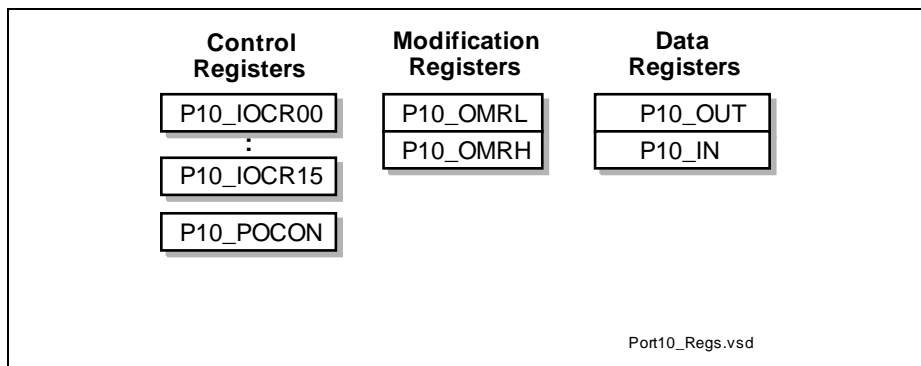 Control
Registers
Modification
Registers
Data
Registers
P10_IOCR00
:
P10_IOCR15
P10_POCON
P10_OMRL
P10_OMRH
P10_OUT
P10_IN
Port10_Regs.vsd